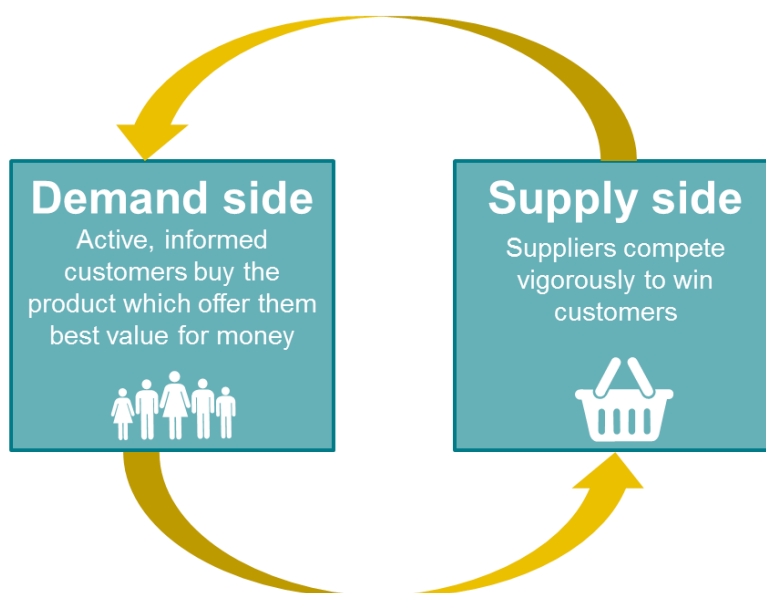 Demand side
Active, informed
customers buy the
product which offer them
best value for money
Supply side
Suppliers compete
vigorously to win
customers